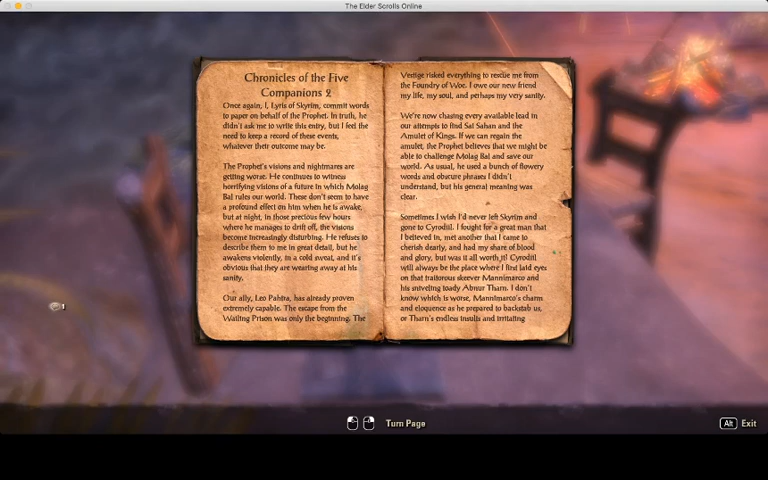 The Elder Scrolls Online
Chronicles of the Five
Companions 2
Once again, I, Lyris of Skyrim, commit words
to paper on behalf of the Prophet. In truth, he
didn't ask me to write this entry, but I feel the
need to keep a record of these events,
whatever their outcome may be.
The Prophet's visions and nightmares are
getting worse. He continues to witness
horrifying visions of a future in which Molag
Bal rules our world. These don't seem to have
a profound effect on him when he is awake,
but at night, in those precious few hours
where he manages to drift off, the visions
become increasingly disturbing. He refuses to
describe them to me in great detail, but he
awakens violently, in a cold sweat, and it's
obvious that they are wearing away at his
sanity.
Our ally, Leo Pahtra, has already proven
extremely capable. The escape from the
Wailing Prison was only the beginning. The
Vestige risked everything to rescue me from
the Foundry of Woe. I owe our new friend
my life, my soul, and perhaps my very sanity.
We're now chasing every available lead in
our attempts to find Sai Sahan and the
Amulet of Kings. If we can regain the
amulet, the Prophet believes that we might be
able to challenge Molag Bal and save our
world. As usual, he used a bunch of flowery
words and obscure phrases I didn't
understand, but his general meaning was
clear.
Sometimes I wish I'd never left Skyrim and
gone to Cyrodiil. I fought for a great man that
I believed in, met another that I came to
cherish dearly, and had my share of blood
and glory, but was it all worth it? Cyrodiil
will always be the place where I first laid eyes
on that traitorous skeever Mannimarco and
his sniveling toady Abnur Tharn. I don't
know which is worse, Mannimarco's charms
and eloquence as he prepared to backstab us,
or Tharn's endless insults and irritating
1
Turn Page
Alt Exit